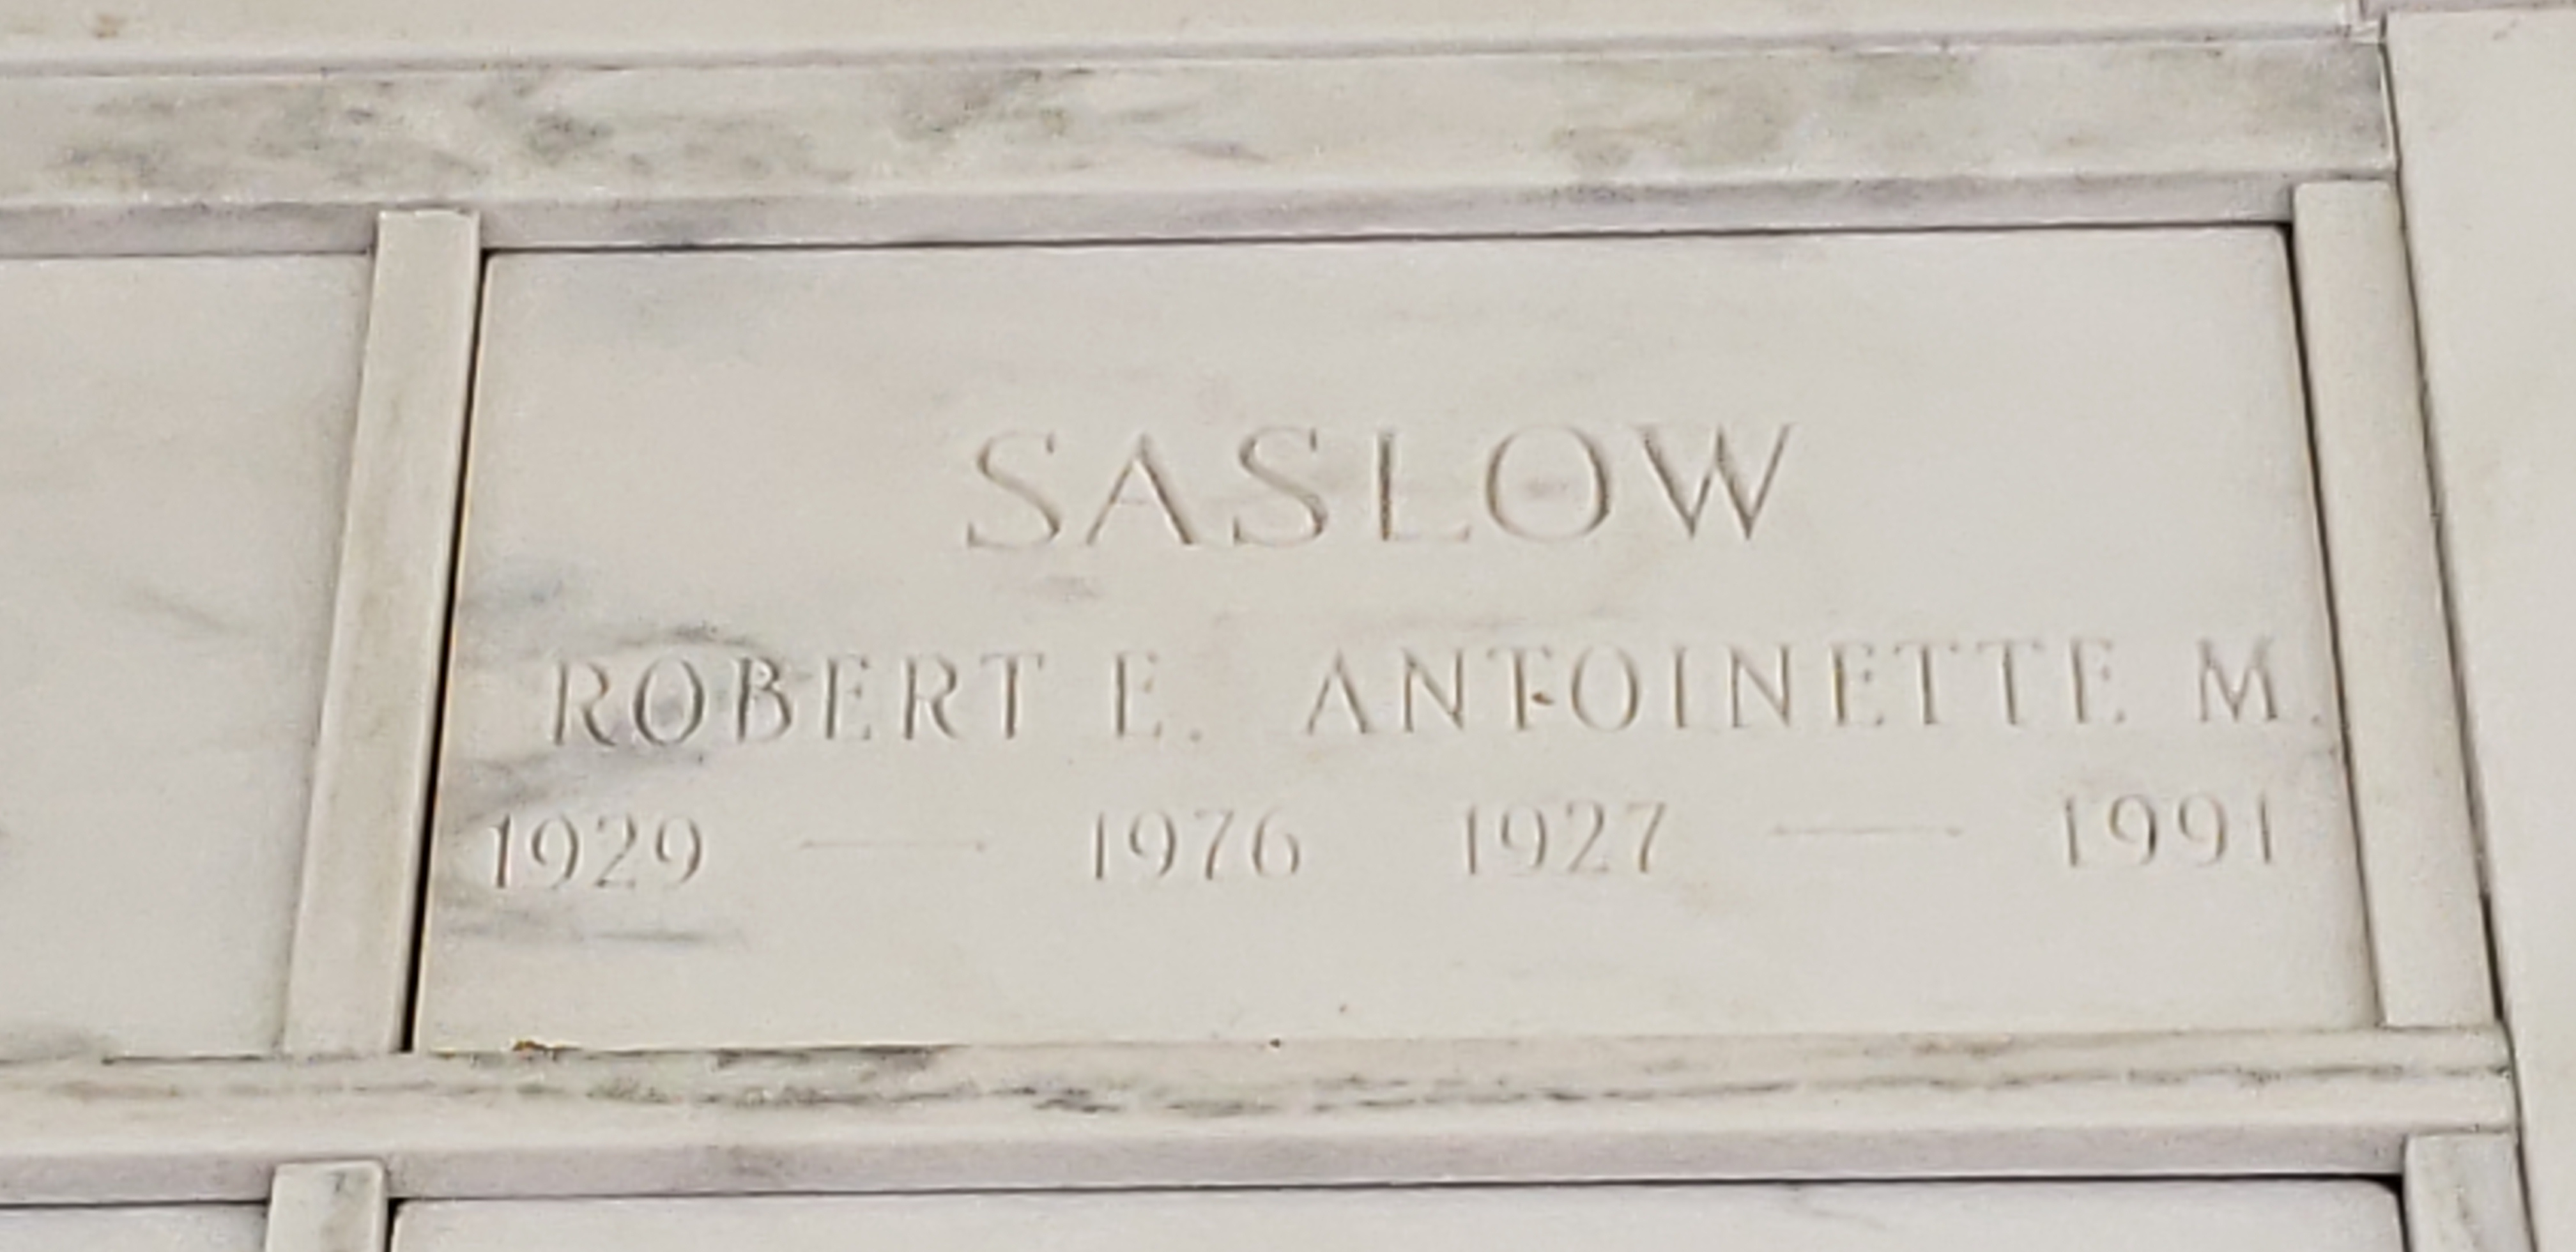 SASLOW
ROBERT E. ANTOINETTE M.
1929 — 1976 1927 — 1991